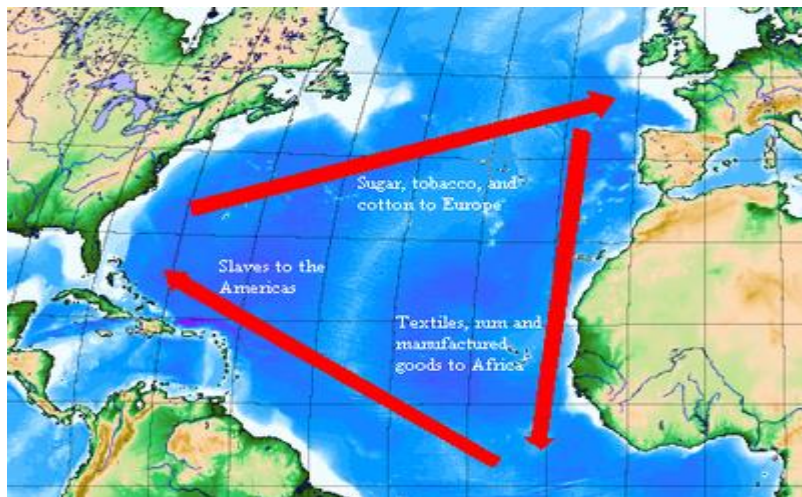 Sugar, tobacco, and
cotton to Europe
Slaves to the
Americas
Textiles, rum and
manufactured
goods to Africa